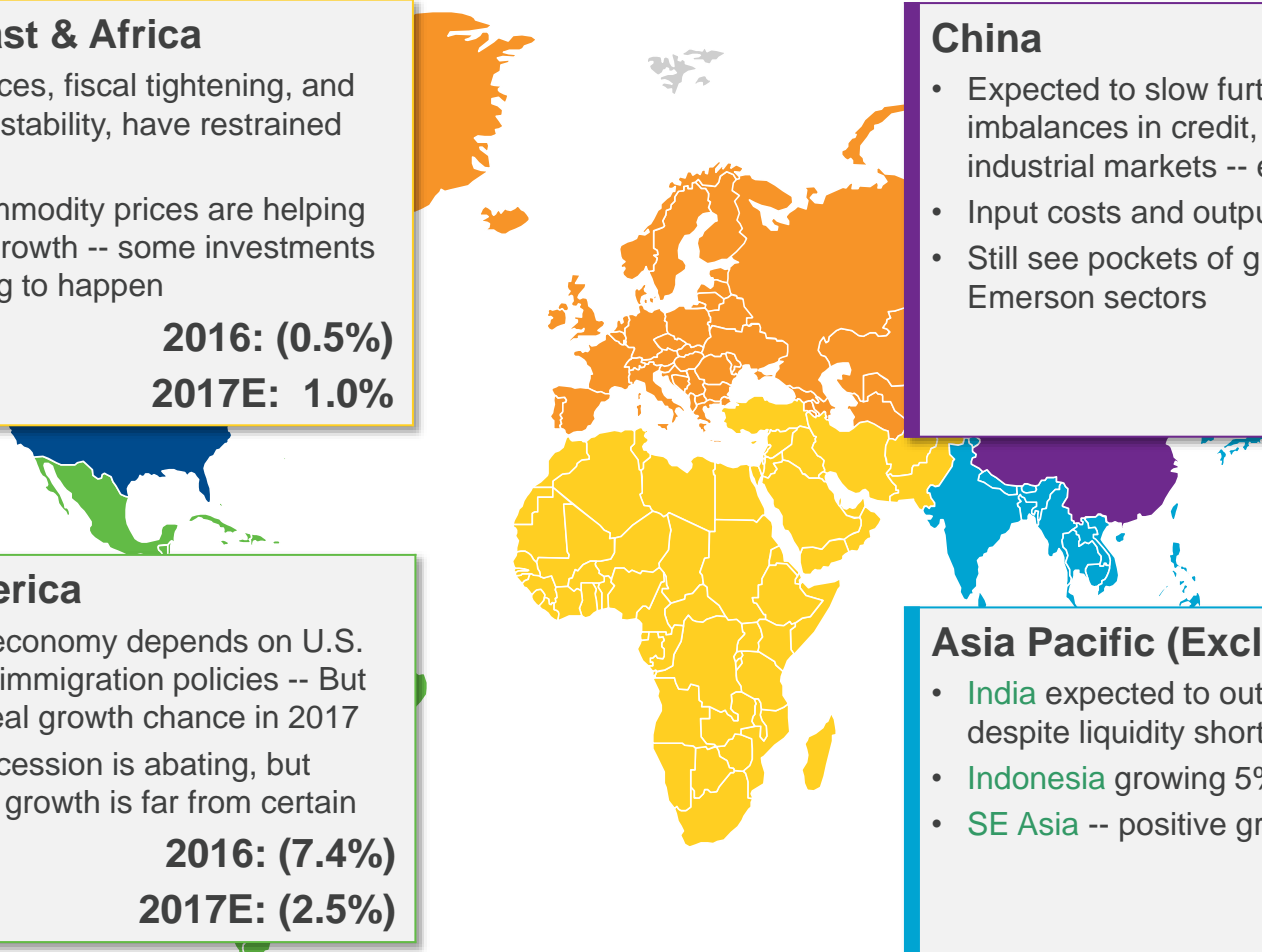 ast & Africa
ces, fiscal tightening, and
stability, have restrained
mmodity prices are helping
rowth -- some investments
g to happen
2016: (0.5%)
2017E: 1.0%
erica
economy depends on U.S.
immigration policies -- But
eal growth chance in 2017
cession is abating, but
growth is far from certain
2016: (7.4%)
2017E: (2.5%)
China
• Expected to slow furt
imbalances in credit,
industrial markets -- e
• Input costs and outpu
• Still see pockets of g
Emerson sectors
Asia Pacific (Excl
• India expected to out
despite liquidity short
• Indonesia growing 5%
• SE Asia -- positive gr